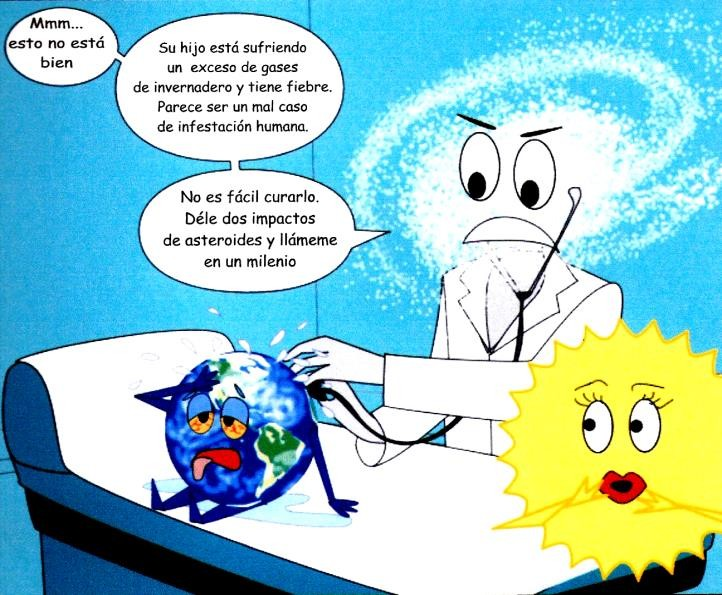 Mmm...
esto no está
bien
Su hijo está sufriendo
un exceso de gases
de invernadero y tiene fiebre.
Parece ser un mal caso
de infestación humana.
No es fácil curarlo.
Déle dos impactos
de asteroides y llámeme
en un milenio